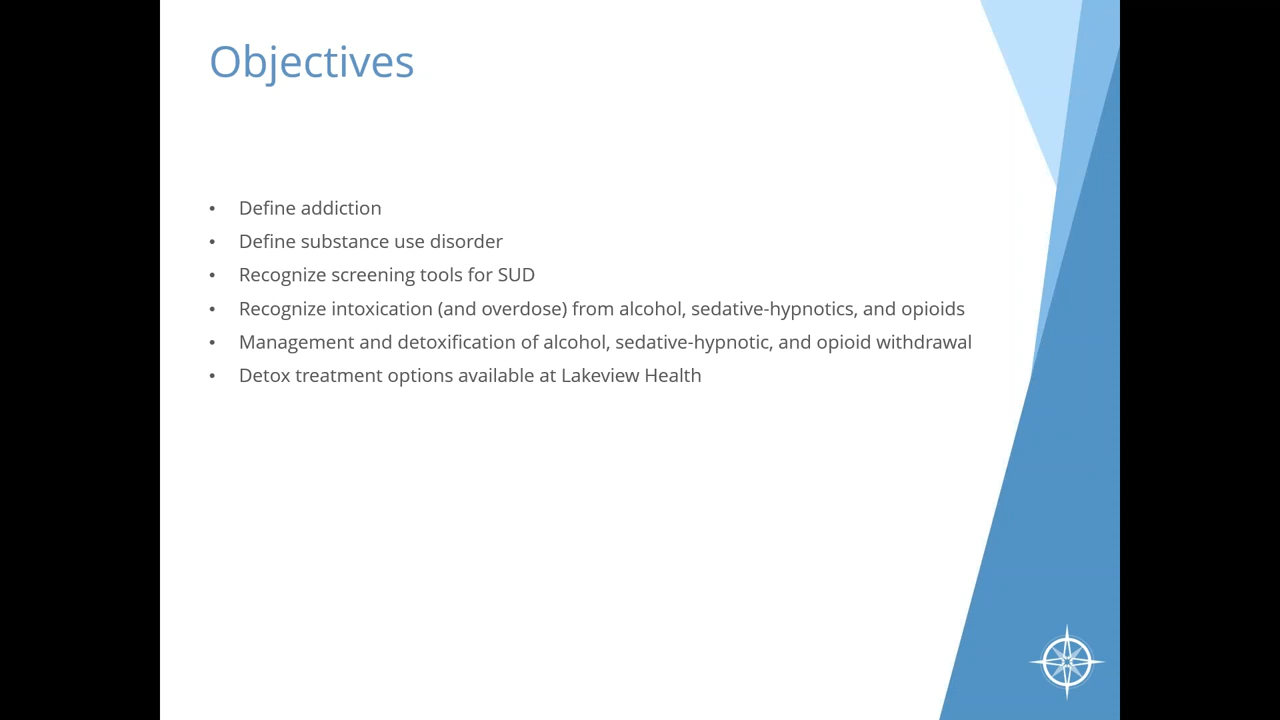 Objectives
• Define addiction
• Define substance use disorder
• Recognize screening tools for SUD
• Recognize intoxication (and overdose) from alcohol, sedative-hypnotics, and opioids
• Management and detoxification of alcohol, sedative-hypnotic, and opioid withdrawal
• Detox treatment options available at Lakeview Health